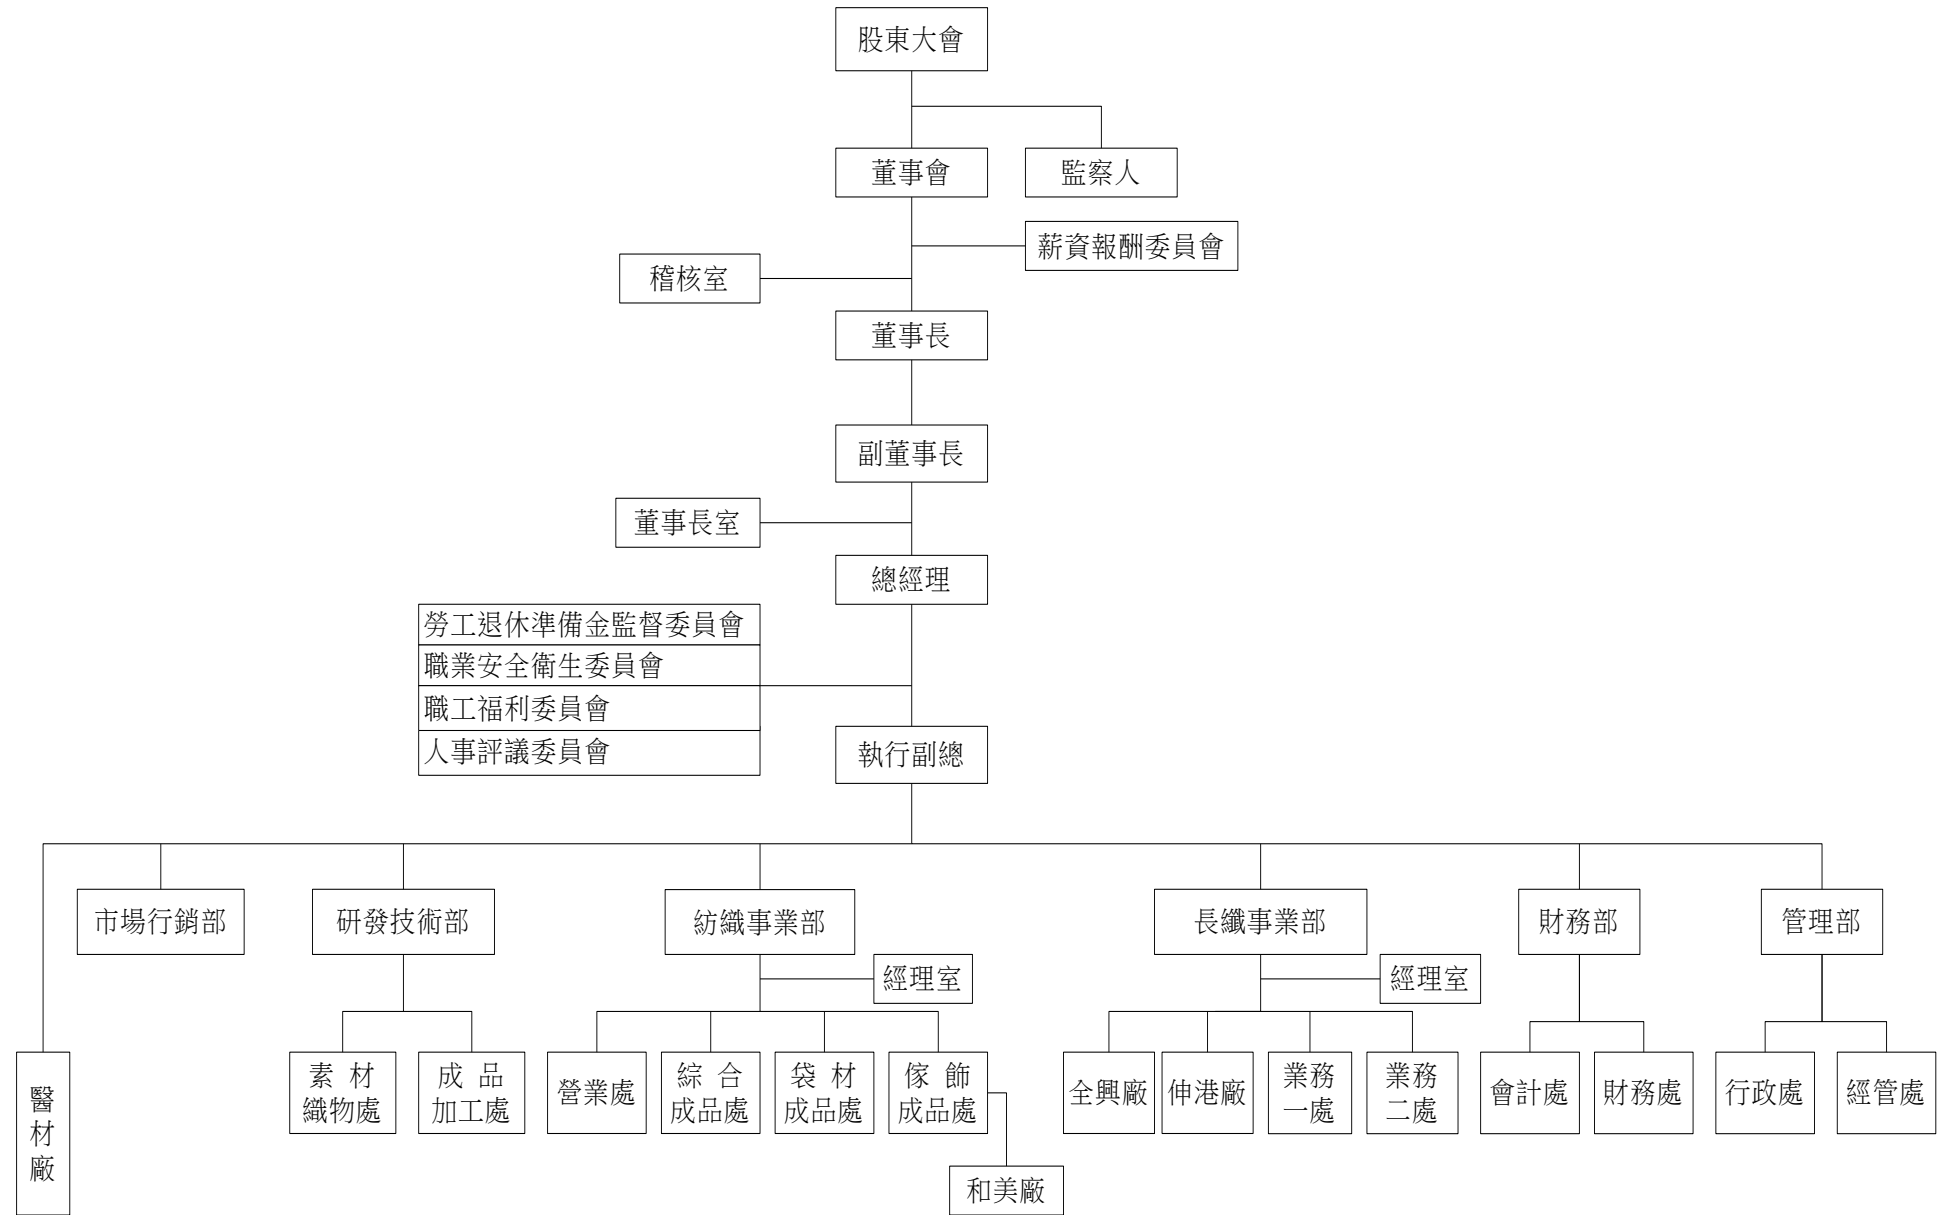 股東大會
董事會
監察人
薪資報酬委員會
稽核室
董事長
副董事長
董事長室
總經理
勞工退休準備金監督委員會
職業安全衛生委員會
職工福利委員會
人事評議委員會
執行副總
市場行銷部
研發技術部
紡織事業部
長纖事業部
財務部
管理部
經理室
經理室
醫
材
廠
素 材
織物處
成 品
加工處
營業處
綜 合
成品處
袋 材
成品處
傢 飾
成品處
全興廠
伸港廠
業務
一處
業務
二處
會計處
財務處
行政處
經管處
和美廠